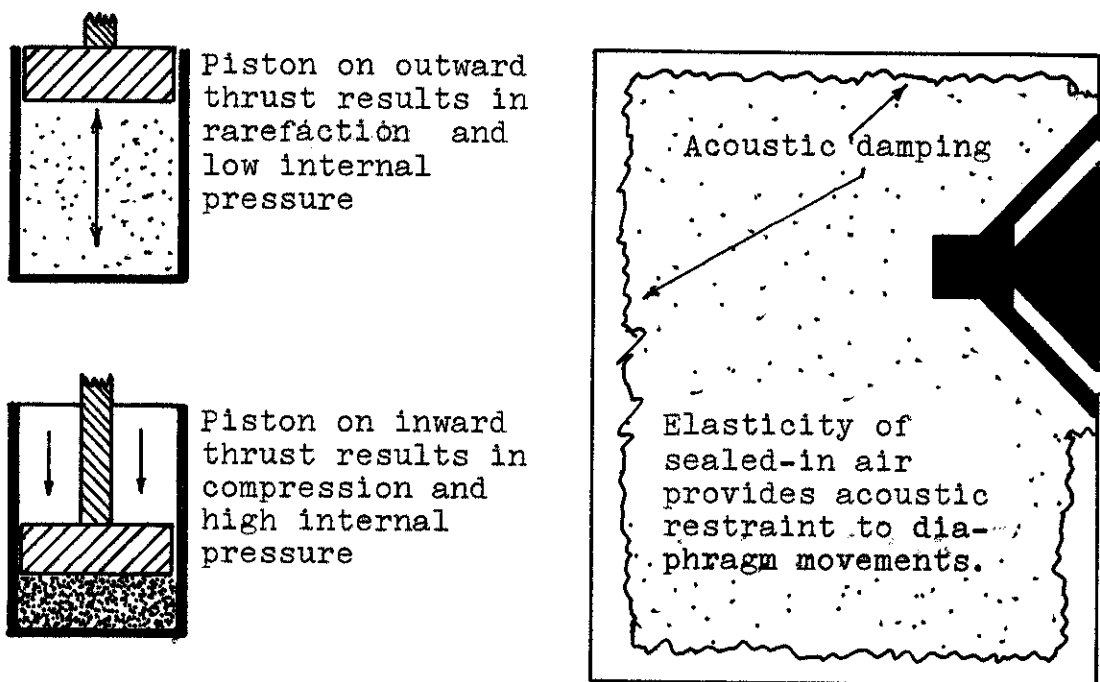 Piston on outward
thrust results in
rarefaction and
low internal
pressure
Acoustic damping
Piston on inward
thrust results in
compression and
high internal
pressure
Elasticity of
sealed-in air
provides acoustic
restraint to dia-
phragm movements.